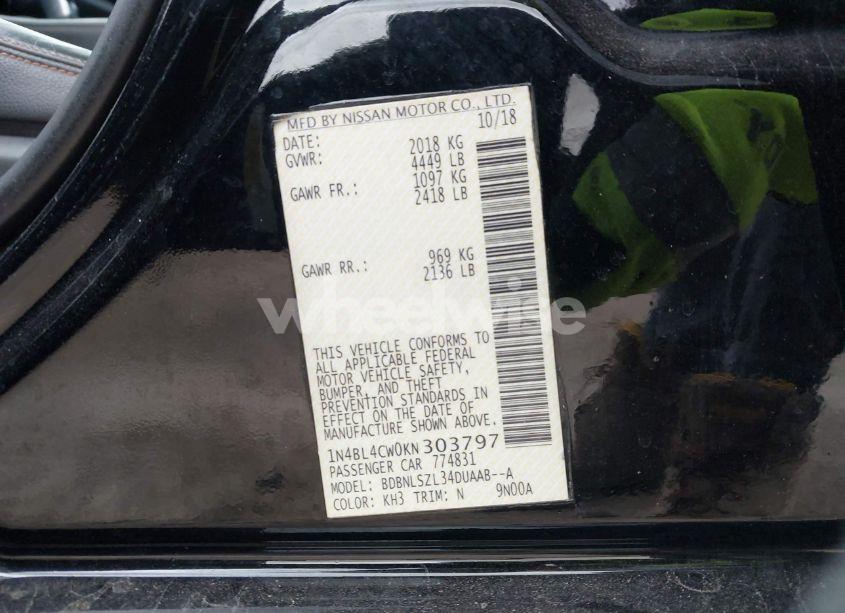 MFD BY NISSAN MOTOR CO., LTD.
DATE: 10/18
GVWR: 2018 KG
4449 LB
GAWR FR.: 1097 KG
2418 LB
GAWR RR.: 969 KG
2136 LB
wheelwise
THIS VEHICLE CONFORMS TO
ALL APPLICABLE FEDERAL
MOTOR VEHICLE SAFETY,
BUMPER, AND THEFT
PREVENTION STANDARDS IN
EFFECT ON THE DATE OF
MANUFACTURE SHOWN ABOVE.
1N4BL4CW0KN303797
PASSENGER CAR 774831
MODEL: BDBNLSZL34DUAAB--A
COLOR: KH3 TRIM: N 9N00A